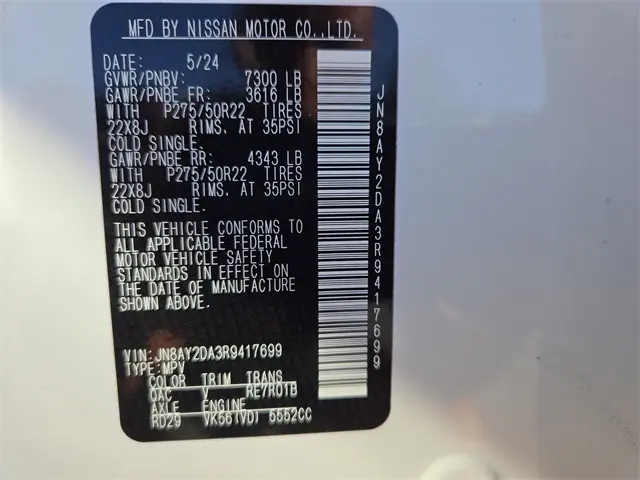 MFD BY NISSAN MOTOR CO.,LTD.
DATE: 5/24
GVWR/PNBV: 7300 LB
GAWR/PNBE FR: 3616 LB
WITH P275/50R22 TIRES
22X8J RIMS, AT 35PSI
COLD SINGLE.
GAWR/PNBE RR: 4343 LB
WITH P275/50R22 TIRES
22X8J RIMS, AT 35PSI
COLD SINGLE.
THIS VEHICLE CONFORMS TO
ALL APPLICABLE FEDERAL
MOTOR VEHICLE SAFETY
STANDARDS IN EFFECT ON
THE DATE OF MANUFACTURE
SHOWN ABOVE.
VIN:JN8AY2DA3R9417699
TYPE:MPV
COLOR TRIM TRANS
QAC V RE7R01B
AXLE ENGINE
RD29 VK56(VD) 5552CC
JN8AY2DA3R9417699